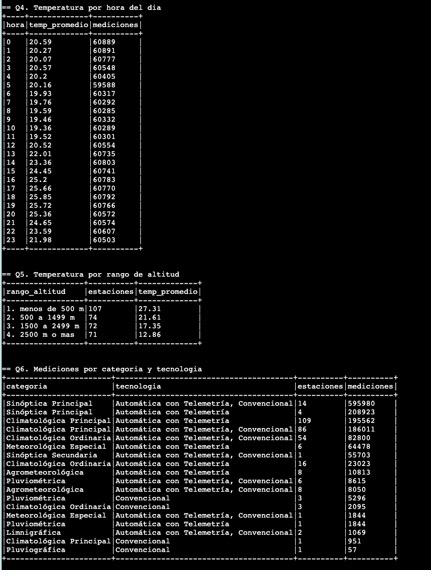 == Q4. Temperatura por hora del dia
+----+-------------+----------+
|hora|temp_promedio|mediciones|
+----+-------------+----------+
|0   |20.59        |60889     |
|1   |20.27        |60891     |
|2   |20.07        |60777     |
|3   |20.57        |60548     |
|4   |20.2         |60405     |
|5   |20.16        |59588     |
|6   |19.93        |60317     |
|7   |19.76        |60292     |
|8   |19.59        |60285     |
|9   |19.46        |60332     |
|10  |19.36        |60289     |
|11  |19.52        |60301     |
|12  |20.52        |60554     |
|13  |22.01        |60735     |
|14  |23.36        |60803     |
|15  |24.45        |60741     |
|16  |25.2         |60783     |
|17  |25.66        |60770     |
|18  |25.85        |60792     |
|19  |25.72        |60766     |
|20  |25.36        |60572     |
|21  |24.65        |60574     |
|22  |23.59        |60607     |
|23  |21.98        |60503     |
+----+-------------+----------+
== Q5. Temperatura por rango de altitud
+------------------+----------+-------------+
|rango_altitud     |estaciones|temp_promedio|
+------------------+----------+-------------+
|1. menos de 500 m|107       |27.31        |
|2. 500 a 1499 m  |74        |21.61        |
|3. 1500 a 2499 m |72        |17.35        |
|4. 2500 m o mas  |71        |12.86        |
+------------------+----------+-------------+
== Q6. Mediciones por categoria y tecnologia
+------------------------+--------------------------------------+----------+----------+
|categoria               |tecnologia                            |estaciones|mediciones|
+------------------------+--------------------------------------+----------+----------+
|Sinóptica Principal     |Automática con Telemetría, Convencional|14        |595980    |
|Sinóptica Principal     |Automática con Telemetría             |4         |208923    |
|Climatológica Principal |Automática con Telemetría             |109       |195562    |
|Climatológica Principal |Automática con Telemetría, Convencional|86        |186011    |
|Climatológica Ordinaria |Automática con Telemetría, Convencional|54        |82800     |
|Meteorológica Especial  |Automática con Telemetría             |6         |64478     |
|Sinóptica Secundaria    |Automática con Telemetría, Convencional|1         |55703     |
|Climatológica Ordinaria |Automática con Telemetría             |16        |23023     |
|Agrometeorológica       |Automática con Telemetría             |8         |10813     |
|Pluviométrica           |Automática con Telemetría, Convencional|6         |8615      |
|Agrometeorológica       |Automática con Telemetría, Convencional|8         |8050      |
|Pluviométrica           |Convencional                          |3         |5296      |
|Climatológica Ordinaria |Convencional                          |3         |2095      |
|Meteorológica Especial  |Automática con Telemetría, Convencional|1         |1844      |
|Pluviométrica           |Automática con Telemetría             |1         |1844      |
|Limnigráfica            |Automática con Telemetría, Convencional|2         |1069      |
|Climatológica Principal |Convencional                          |1         |951       |
|Pluviográfica           |Convencional                          |1         |57        |
+------------------------+--------------------------------------+----------+----------+